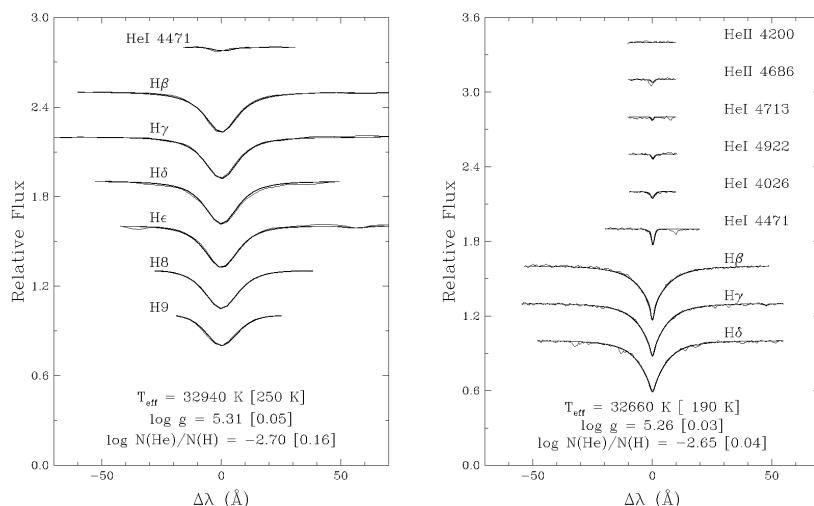 3.0
2.4
1.8
1.2
0.6
0.0
Relative Flux
HeI 4471
Hβ
Hγ
Hδ
Hϵ
H8
H9
T_eff = 32940 K [250 K]
log g = 5.31 [0.05]
log N(He)/N(H) = −2.70 [0.16]
−50 0 50
Δλ (Å)
3.6
3.0
2.4
1.8
1.2
0.6
0.0
Relative Flux
HeII 4200
HeII 4686
HeI 4713
HeI 4922
HeI 4026
HeI 4471
Hβ
Hγ
Hδ
T_eff = 32660 K [ 190 K]
log g = 5.26 [0.03]
log N(He)/N(H) = −2.65 [0.04]
−50 0 50
Δλ (Å)